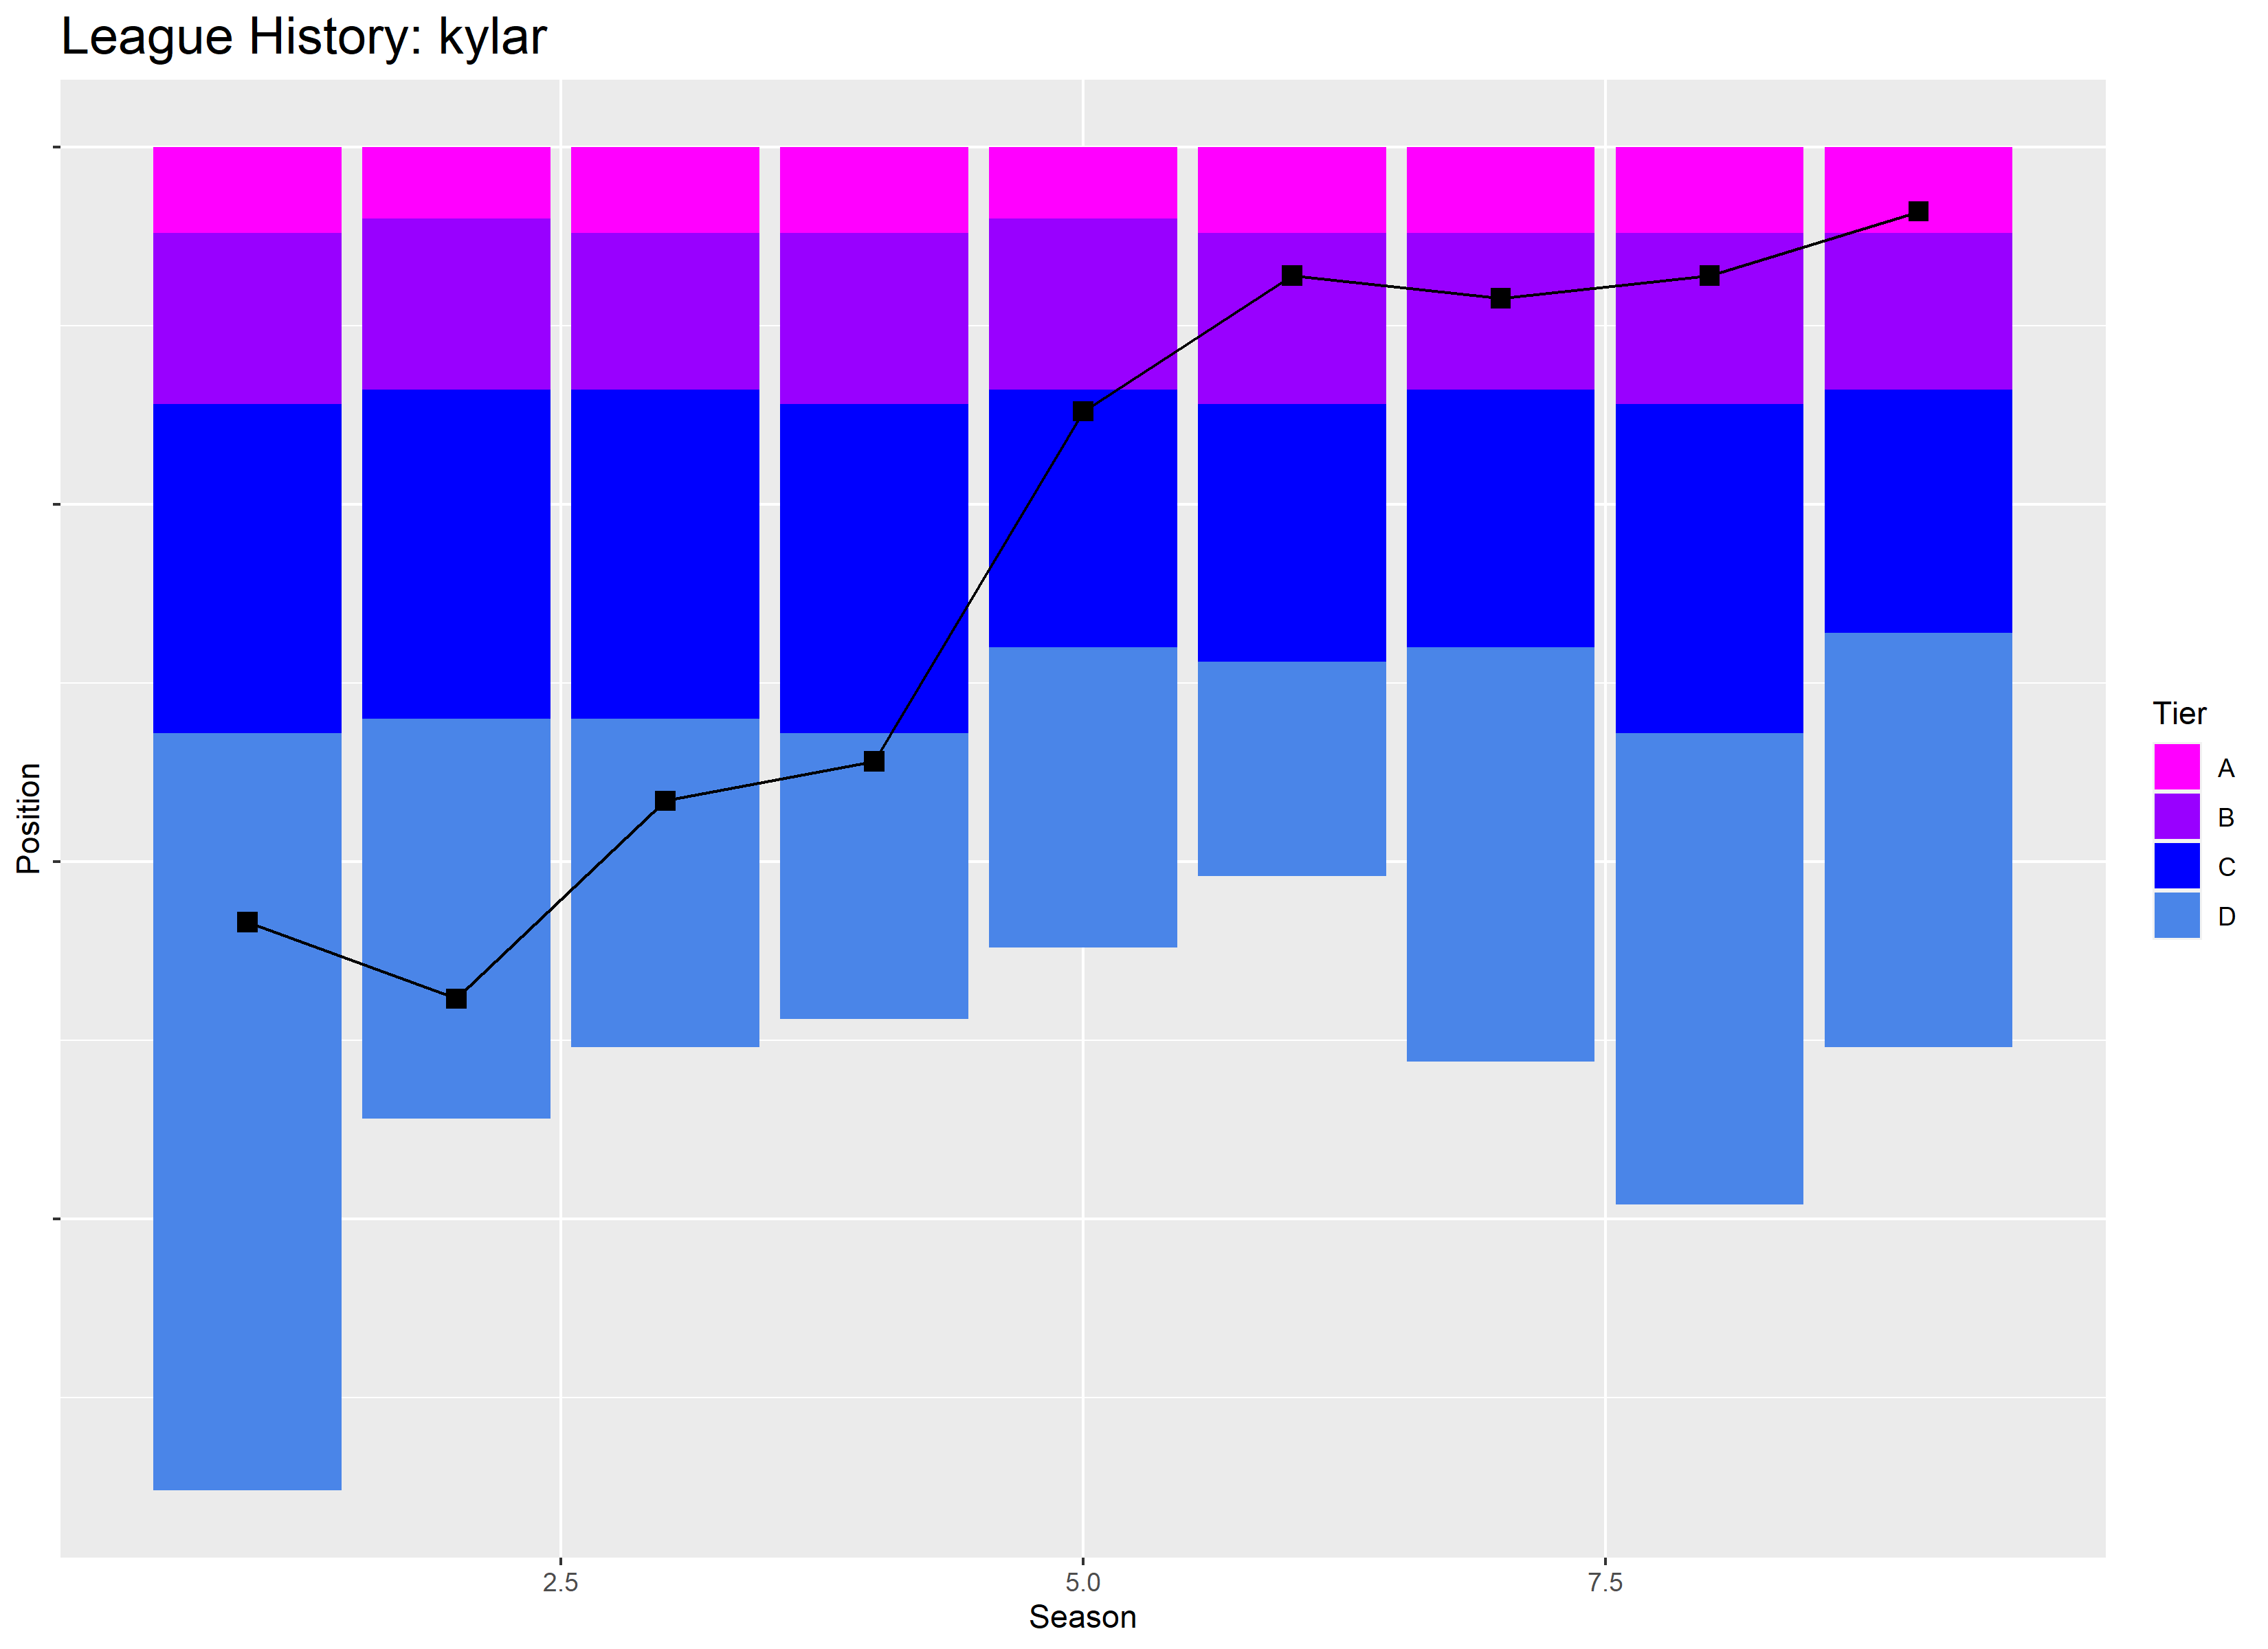 League History: kylar
Position
Tier
A
B
C
D
2.5
5.0
7.5
Season